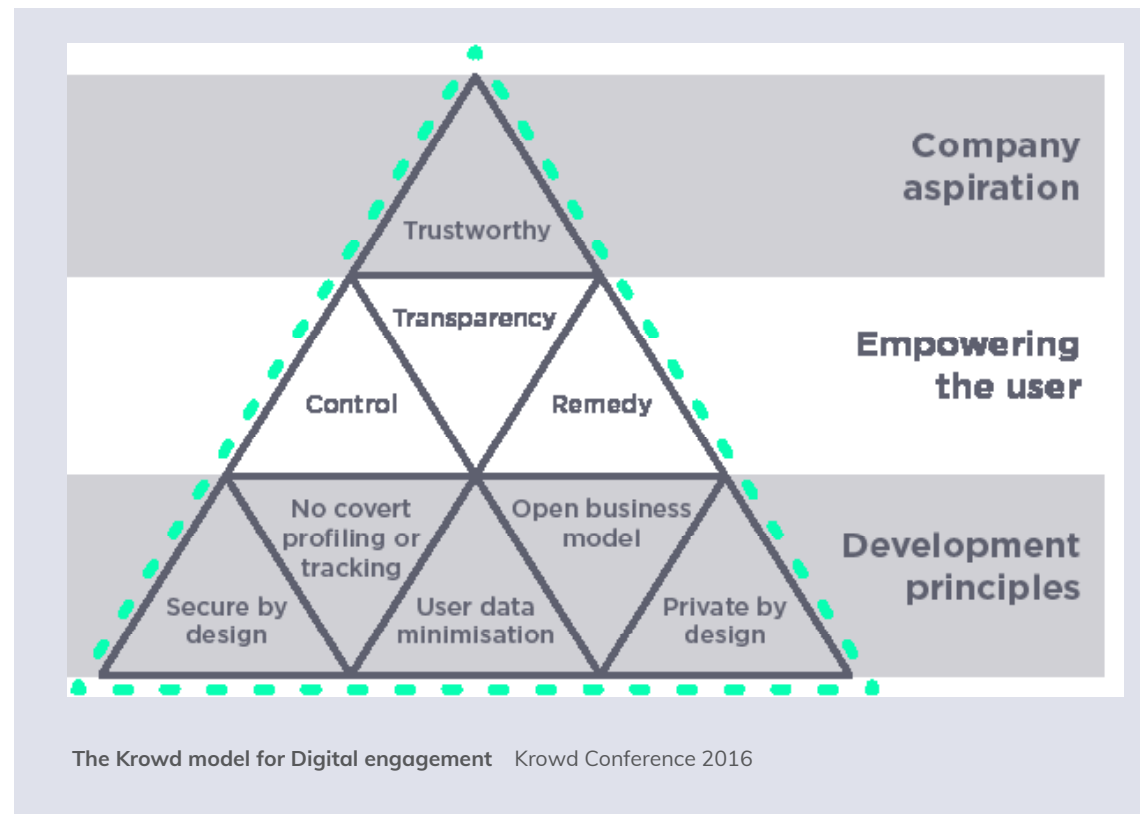 Company
aspiration
Trustworthy
Transparency
Empowering
the user
Control
Remedy
No covert
profiling or
tracking
Open business
model
Development
principles
Secure by
design
User data
minimisation
Private by
design
The Krowd model for Digital engagement Krowd Conference 2016